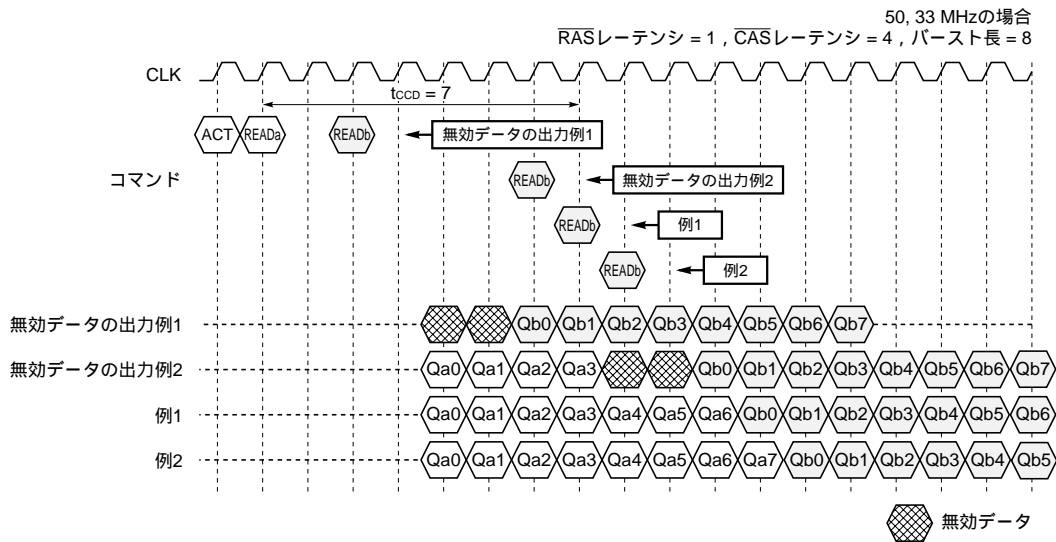 50, 33 MHzの場合
RASレーテンシ = 1 , CASレーテンシ = 4 , バースト長 = 8
CLK
tCCD = 7
ACT READa READb 無効データの出力例1
コマンド
READb 無効データの出力例2
READb 例1
READb 例2
無効データの出力例1 Qb0 Qb1 Qb2 Qb3 Qb4 Qb5 Qb6 Qb7
無効データの出力例2 Qa0 Qa1 Qa2 Qa3 Qb0 Qb1 Qb2 Qb3 Qb4 Qb5 Qb6 Qb7
例1 Qa0 Qa1 Qa2 Qa3 Qa4 Qa5 Qa6 Qb0 Qb1 Qb2 Qb3 Qb4 Qb5 Qb6
例2 Qa0 Qa1 Qa2 Qa3 Qa4 Qa5 Qa6 Qa7 Qb0 Qb1 Qb2 Qb3 Qb4 Qb5
無効データ